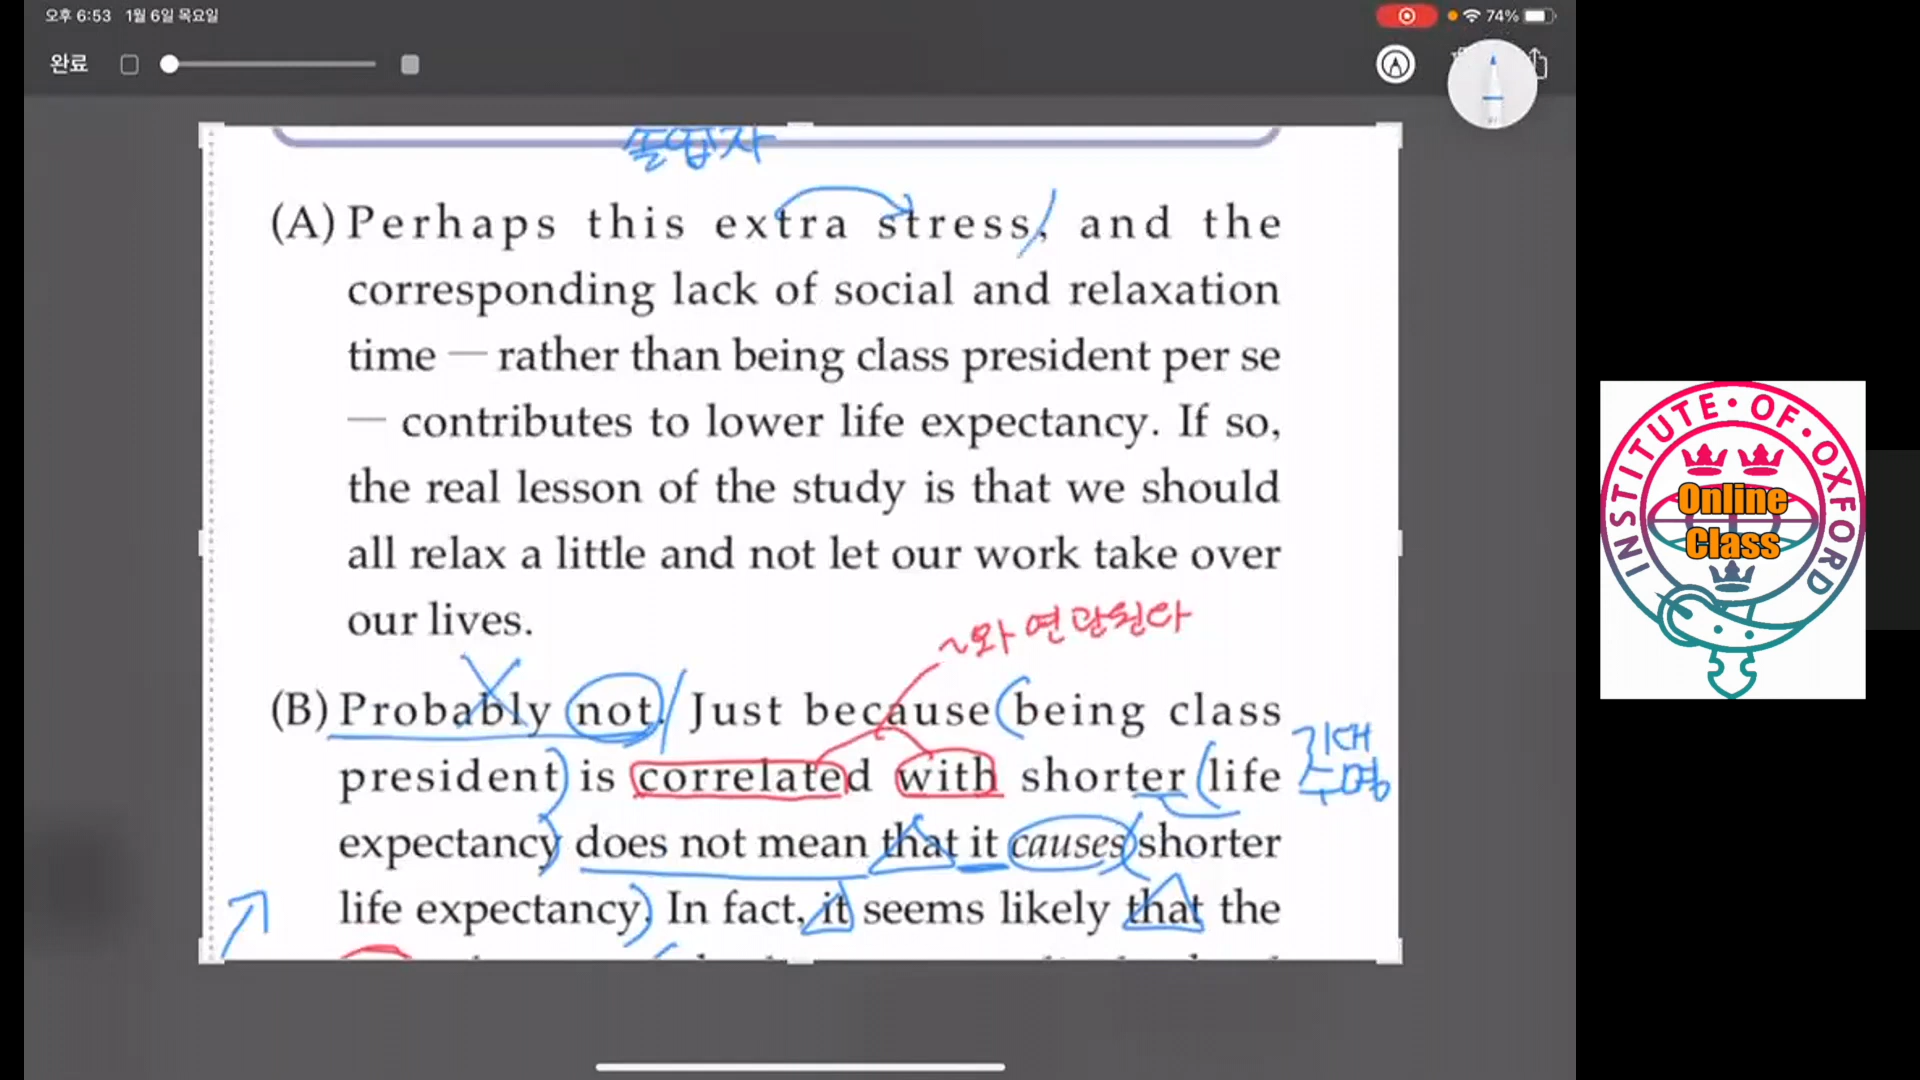 오후 6:53 1월 6일 목요일
74%
완료
졸업자
(A) Perhaps this extra stress, and the
corresponding lack of social and relaxation
time — rather than being class president per se
— contributes to lower life expectancy. If so,
the real lesson of the study is that we should
all relax a little and not let our work take over
our lives.
~와 연관된다
(B) Probably not. Just because being class
president is correlated with shorter life
기대
수명
expectancy does not mean that it causes shorter
life expectancy. In fact, it seems likely that the
INSTITUTE • OF • OXFORD
Online
Class